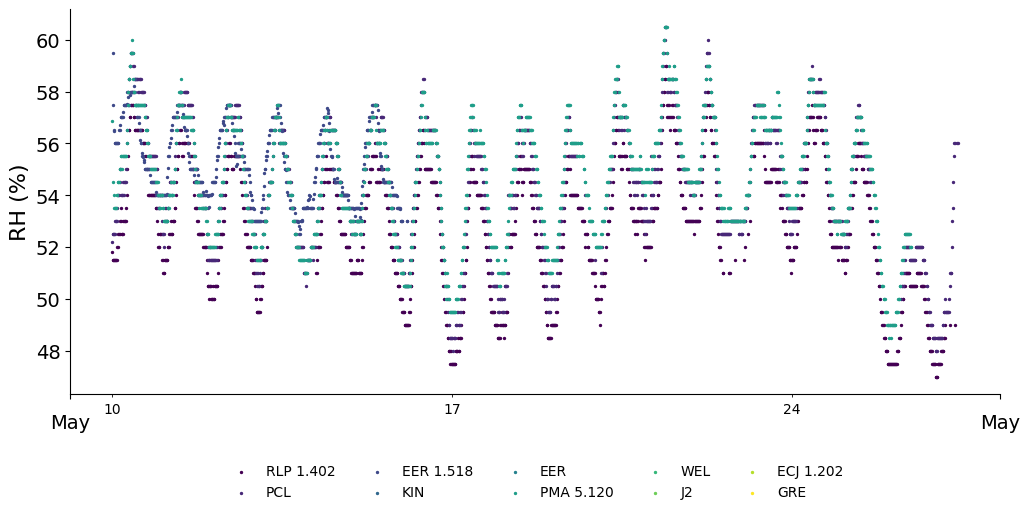 60
58
56
54
52
50
48
RH (%)
10 17 24
May May
RLP 1.402 EER 1.518 EER WEL ECJ 1.202
PCL KIN PMA 5.120 J2 GRE